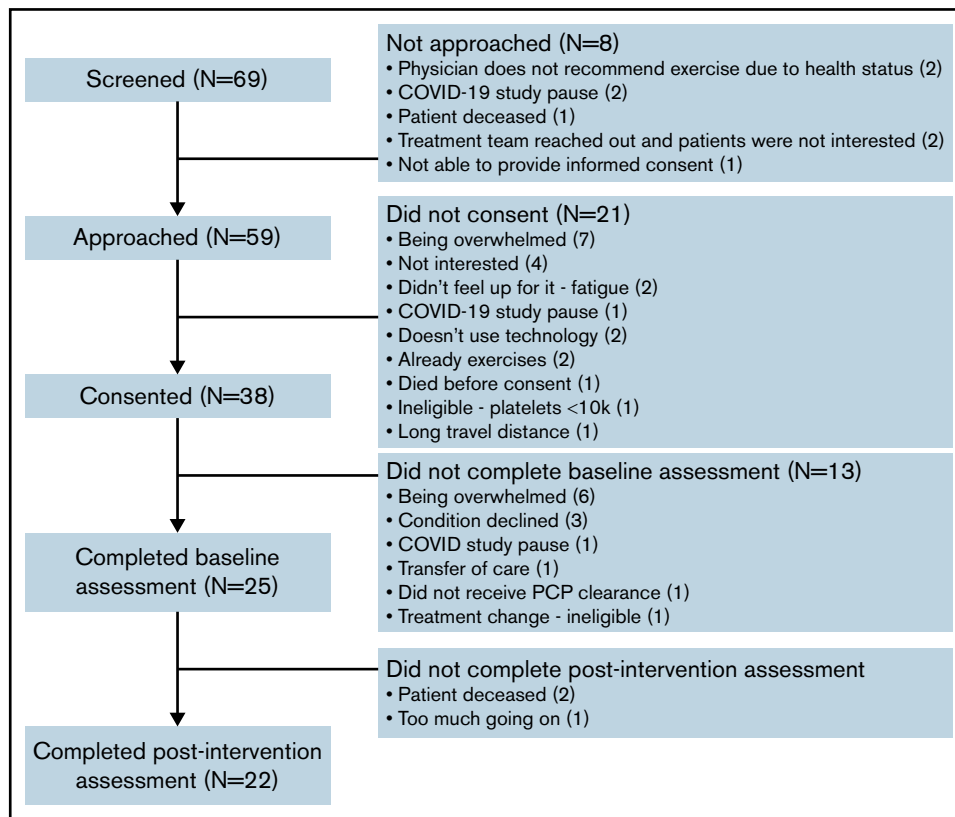 Screened (N=69)
Not approached (N=8)
• Physician does not recommend exercise due to health status (2)
• COVID-19 study pause (2)
• Patient deceased (1)
• Treatment team reached out and patients were not interested (2)
• Not able to provide informed consent (1)
Approached (N=59)
Did not consent (N=21)
• Being overwhelmed (7)
• Not interested (4)
• Didn't feel up for it - fatigue (2)
• COVID-19 study pause (1)
• Doesn't use technology (2)
• Already exercises (2)
• Died before consent (1)
• Ineligible - platelets <10k (1)
• Long travel distance (1)
Consented (N=38)
Did not complete baseline assessment (N=13)
• Being overwhelmed (6)
• Condition declined (3)
• COVID study pause (1)
• Transfer of care (1)
• Did not receive PCP clearance (1)
• Treatment change - ineligible (1)
Completed baseline
assessment (N=25)
Did not complete post-intervention assessment
• Patient deceased (2)
• Too much going on (1)
Completed post-intervention
assessment (N=22)